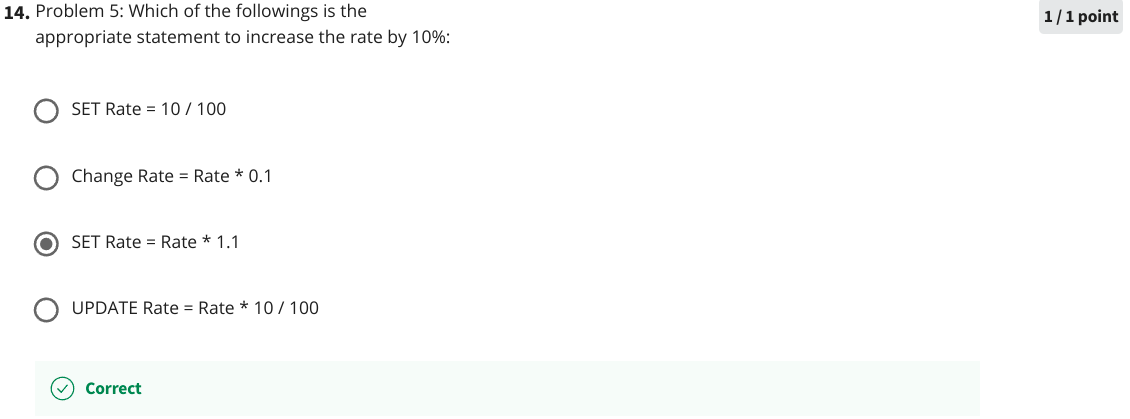 14. Problem 5: Which of the followings is the
1 / 1 point
appropriate statement to increase the rate by 10%:
SET Rate = 10 / 100
Change Rate = Rate * 0.1
SET Rate = Rate * 1.1
UPDATE Rate = Rate * 10 / 100
Correct